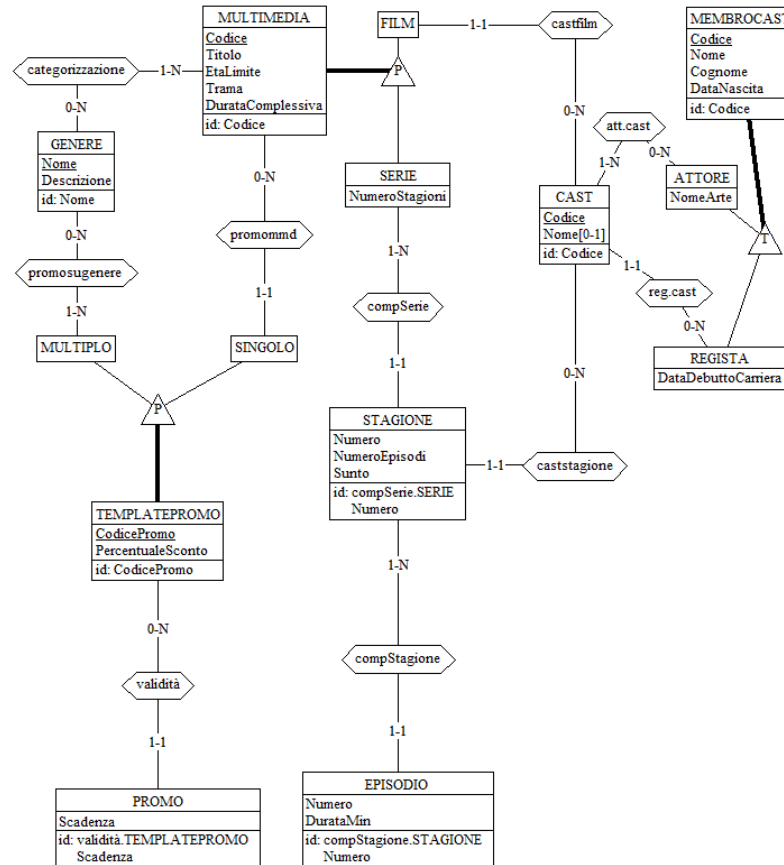 MULTIMEDIA
Codice
Titolo
EtaLimite
Trama
DurataComplessiva
id: Codice
FILM
1-1
castfilm
MEMBROCAST
Codice
Nome
Cognome
DataNascita
id: Codice
categorizzazione
1-N
P
0-N
0-N
att.cast
1-N
0-N
GENERE
Nome
Descrizione
id: Nome
0-N
SERIE
NumeroStagioni
CAST
Codice
Nome[0-1]
id: Codice
ATTORE
NomeArte
T
0-N
promommd
1-N
1-1
reg.cast
0-N
promosugenere
1-N
1-1
compSerie
MULTIPLO
SINGOLO
1-1
0-N
REGISTA
DataDebuttoCarriera
P
STAGIONE
Numero
NumeroEpisodi
Sunto
id: compSerie.SERIE
Numero
1-1
caststagione
TEMPLATEPROMO
CodicePromo
PercentualeSconto
id: CodicePromo
1-N
0-N
compStagione
validità
1-1
1-1
PROMO
Scadenza
id: validità.TEMPLATEPROMO
Scadenza
EPISODIO
Numero
DurataMin
id: compStagione.STAGIONE
Numero